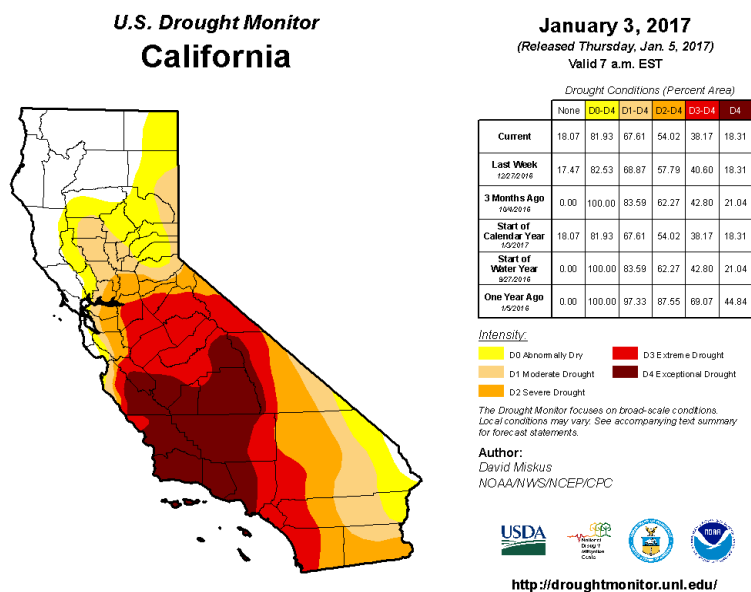 U.S. Drought Monitor
California
January 3, 2017
(Released Thursday, Jan. 5, 2017)
Valid 7 a.m. EST
Drought Conditions (Percent Area)
None D0-D4 D1-D4 D2-D4 D3-D4 D4
Current 18.07 81.93 67.61 54.02 38.17 18.31
Last Week 17.47 82.53 68.87 57.79 40.60 18.31
12/27/2016
3 Months Ago 0.00 100.00 83.59 62.27 42.80 21.04
10/4/2016
Start of
Calendar Year 18.07 81.93 67.61 54.02 38.17 18.31
1/3/2017
Start of
Water Year 0.00 100.00 83.59 62.27 42.80 21.04
9/27/2016
One Year Ago 0.00 100.00 97.33 87.55 69.07 44.84
1/5/2016
Intensity:
D0 Abnormally Dry D3 Extreme Drought
D1 Moderate Drought D4 Exceptional Drought
D2 Severe Drought
The Drought Monitor focuses on broad-scale conditions.
Local conditions may vary. See accompanying text summary
for forecast statements.
Author:
David Miskus
NOAA/NWS/NCEP/CPC
USDA
National
Drought
Mitigation
Center
NOAA
http://droughtmonitor.unl.edu/